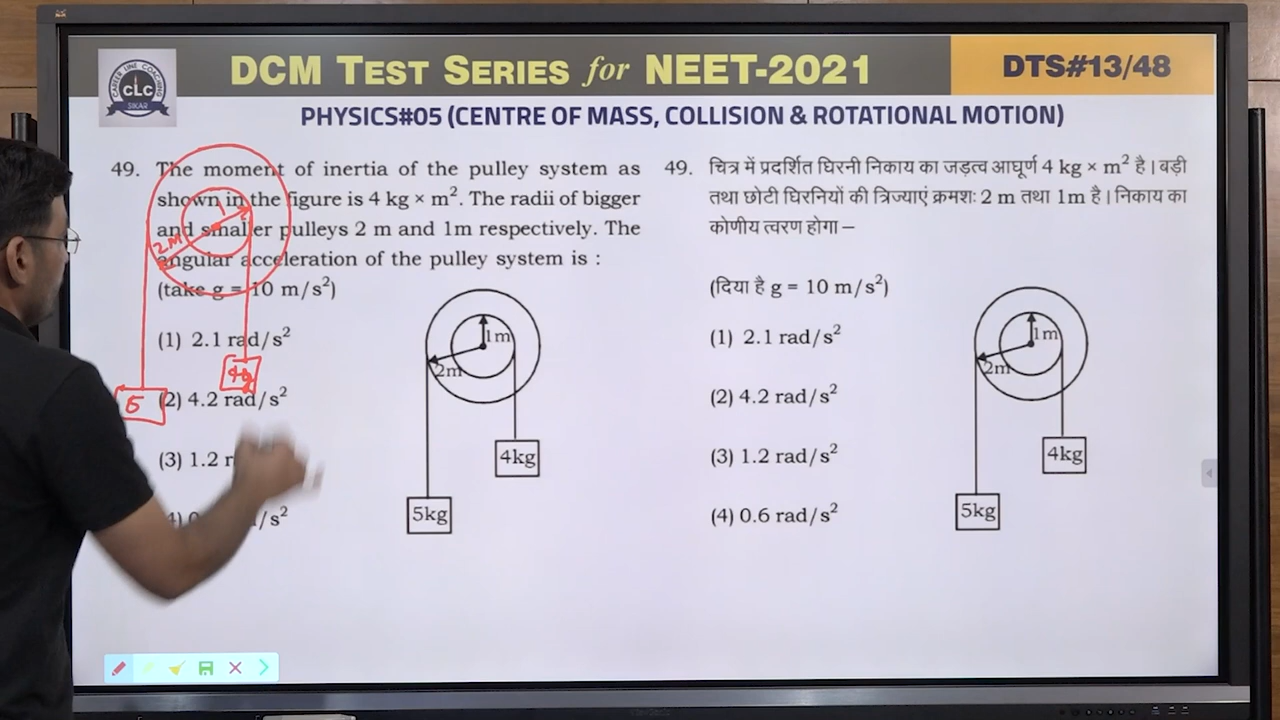 DCM TEST SERIES for NEET-2021
DTS#13/48
CAREER LINE COACHING
CLC
SIKAR
PHYSICS#05 (CENTRE OF MASS, COLLISION & ROTATIONAL MOTION)
49. The moment of inertia of the pulley system as
shown in the figure is 4 kg × m². The radii of bigger
and smaller pulleys 2 m and 1m respectively. The
angular acceleration of the pulley system is :
(take g = 10 m/s²)
(1) 2.1 rad/s²
(2) 4.2 rad/s²
(3) 1.2 r
/s²
1m
2m
4kg
5kg
2M
5
49. चित्र में प्रदर्शित घिरनी निकाय का जड़त्व आघूर्ण 4 kg × m² है। बड़ी
तथा छोटी घिरनियों की त्रिज्याएं क्रमशः 2 m तथा 1m है। निकाय का
कोणीय त्वरण होगा –
(दिया है g = 10 m/s²)
(1) 2.1 rad/s²
(2) 4.2 rad/s²
(3) 1.2 rad/s²
(4) 0.6 rad/s²
1m
2m
4kg
5kg